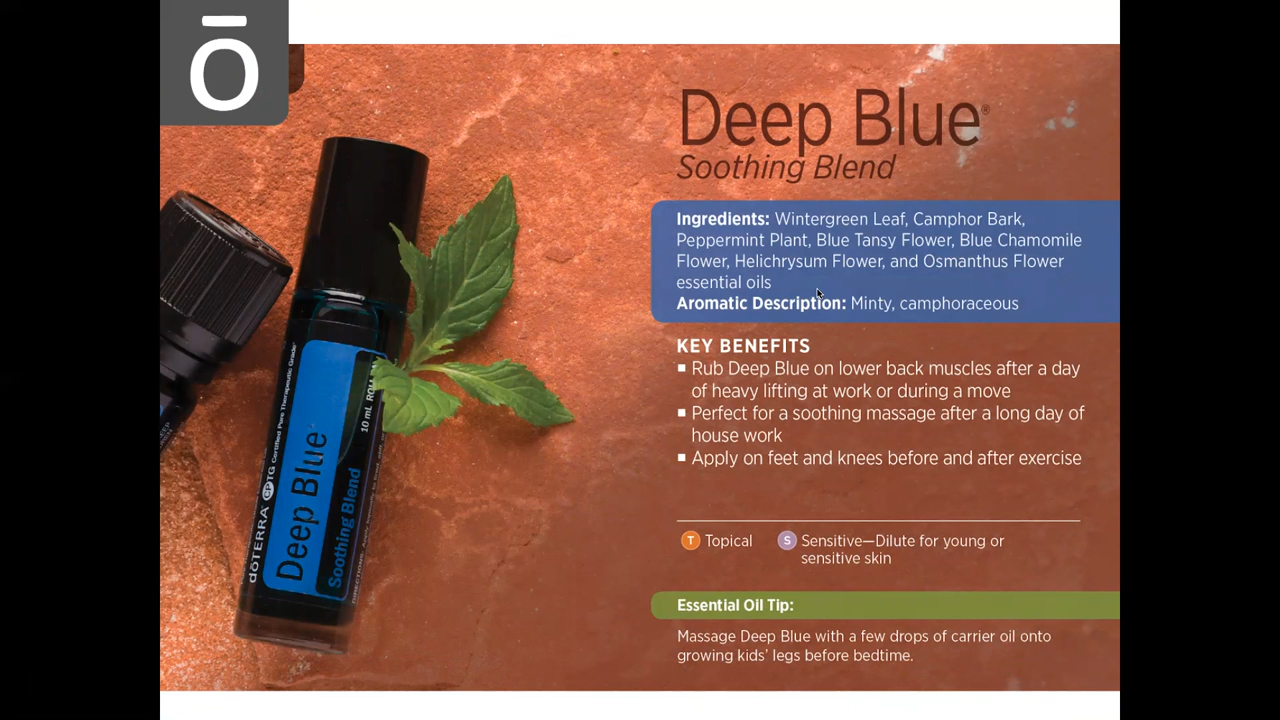 ō
Deep Blue®
Soothing Blend
Ingredients: Wintergreen Leaf, Camphor Bark,
Peppermint Plant, Blue Tansy Flower, Blue Chamomile
Flower, Helichrysum Flower, and Osmanthus Flower
essential oils
Aromatic Description: Minty, camphoraceous
KEY BENEFITS
▪ Rub Deep Blue on lower back muscles after a day
of heavy lifting at work or during a move
▪ Perfect for a soothing massage after a long day of
house work
▪ Apply on feet and knees before and after exercise
T Topical S Sensitive—Dilute for young or
sensitive skin
Essential Oil Tip:
Massage Deep Blue with a few drops of carrier oil onto
growing kids' legs before bedtime.
dōTERRA CPTG Certified Pure Therapeutic Grade
Deep Blue
Soothing Blend
10 mL